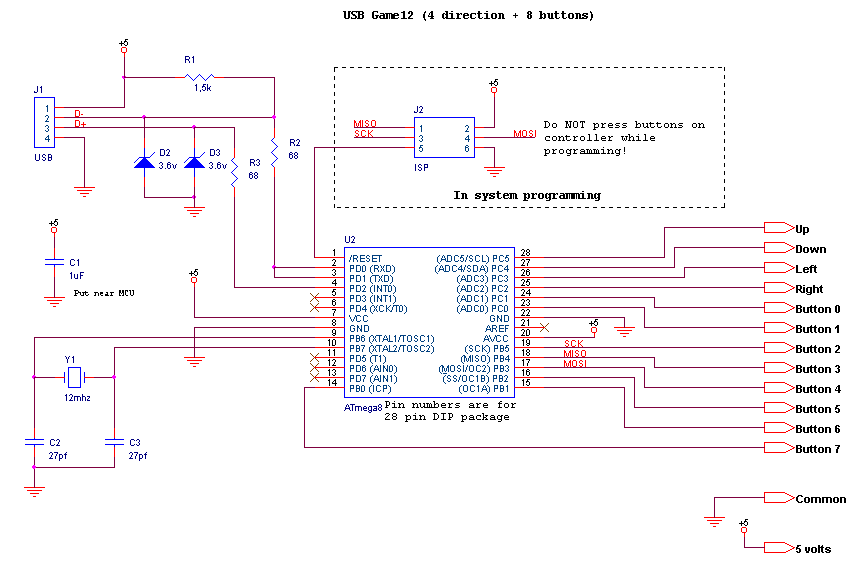 USB Game12 (4 direction + 8 buttons)
+5
R1
1,5k
J1
1
2
3
4
D-
D+
USB
D2
3.6v
D3
3.6v
R3
68
R2
68
+5
J2
MISO
SCK
1
3
5
2
4
6
MOSI
ISP
Do NOT press buttons on
controller while
programming!
In system programming
+5
C1
1uF
Put near MCU
+5
U2
1 /RESET (ADC5/SCL) PC5 28
2 PD0 (RXD) (ADC4/SDA) PC4 27
3 PD1 (TXD) (ADC3) PC3 26
4 PD2 (INT0) (ADC2) PC2 25
5 PD3 (INT1) (ADC1) PC1 24
6 PD4 (XCK/T0) (ADC0) PC0 23
7 VCC GND 22
8 GND AREF 21
9 PB6 (XTAL1/TOSC1) AVCC 20
10 PB7 (XTAL2/TOSC2) (SCK) PB5 19
11 PD5 (T1) (MISO) PB4 18
12 PD6 (AIN0) (MOSI/OC2) PB3 17
13 PD7 (AIN1) (SS/OC1B) PB2 16
14 PB0 (ICP) (OC1A) PB1 15
+5
SCK
MISO
MOSI
ATmega8
Pin numbers are for
28 pin DIP package
Y1
12mhz
C2
27pf
C3
27pf
Up
Down
Left
Right
Button 0
Button 1
Button 2
Button 3
Button 4
Button 5
Button 6
Button 7
Common
+5
5 volts